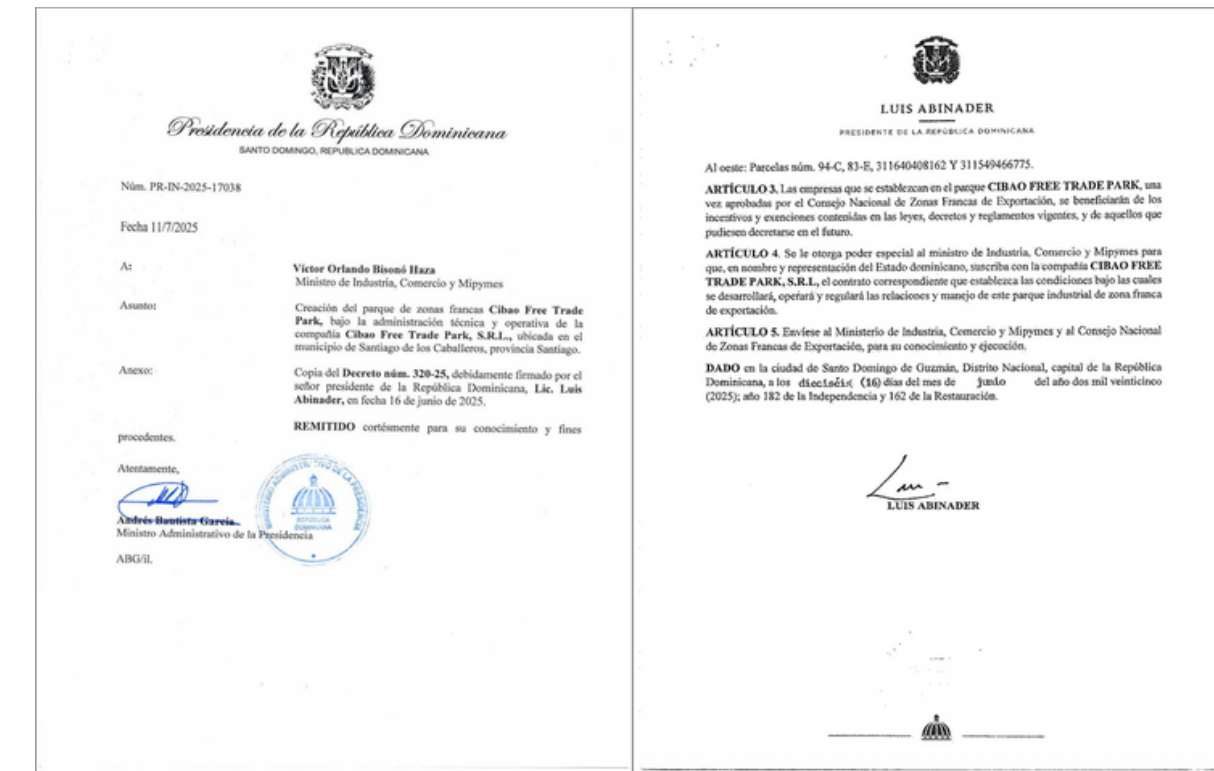 Presidencia de la República Dominicana
SANTO DOMINGO, REPUBLICA DOMINICANA
Núm. PR-IN-2025-17038
Fecha 11/7/2025
A:
Víctor Orlando Bisonó Haza
Ministro de Industria, Comercio y Mipymes
Asunto:
Creación del parque de zonas francas Cibao Free Trade
Park, bajo la administración técnica y operativa de la
compañía Cibao Free Trade Park, S.R.L., ubicada en el
municipio de Santiago de los Caballeros, provincia Santiago.
Anexo:
Copia del Decreto núm. 320-25, debidamente firmado por el
señor presidente de la República Dominicana, Lic. Luis
Abinader, en fecha 16 de junio de 2025.
REMITIDO cortésmente para su conocimiento y fines
procedentes.
Atentamente,
Andrés Bautista García
Ministro Administrativo de la Presidencia
ABG/il.
MINISTERIO ADMINISTRATIVO DE LA PRESIDENCIA
REPÚBLICA
DOMINICANA
LUIS ABINADER
PRESIDENTE DE LA REPÚBLICA DOMINICANA
Al oeste: Parcelas núm. 94-C, 83-E, 311640408162 Y 311549466775.
ARTÍCULO 3. Las empresas que se establezcan en el parque CIBAO FREE TRADE PARK, una
vez aprobadas por el Consejo Nacional de Zonas Francas de Exportación, se beneficiarán de los
incentivos y exenciones contenidas en las leyes, decretos y reglamentos vigentes, y de aquellos que
pudiesen decretarse en el futuro.
ARTÍCULO 4. Se le otorga poder especial al ministro de Industria, Comercio y Mipymes para
que, en nombre y representación del Estado dominicano, suscriba con la compañía CIBAO FREE
TRADE PARK, S.R.L, el contrato correspondiente que establezca las condiciones bajo las cuales
se desarrollará, operará y regulará las relaciones y manejo de este parque industrial de zona franca
de exportación.
ARTÍCULO 5. Envíese al Ministerio de Industria, Comercio y Mipymes y al Consejo Nacional
de Zonas Francas de Exportación, para su conocimiento y ejecución.
DADO en la ciudad de Santo Domingo de Guzmán, Distrito Nacional, capital de la República
Dominicana, a los dieciséis (16) días del mes de junio del año dos mil veinticinco
(2025); año 182 de la Independencia y 162 de la Restauración.
LUIS ABINADER